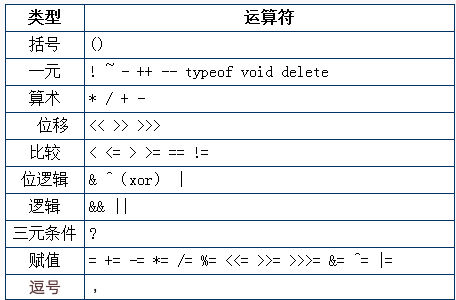 类型 运算符
括号 ()
一元 ! ~ - ++ -- typeof void delete
算术 * / + -
位移 << >> >>>
比较 < <= > >= == !=
位逻辑 & ^ (xor) |
逻辑 && ||
三元条件 ?
赋值 = += -= *= /= %= <<= >>= >>>= &= ^= |=
逗号 ,